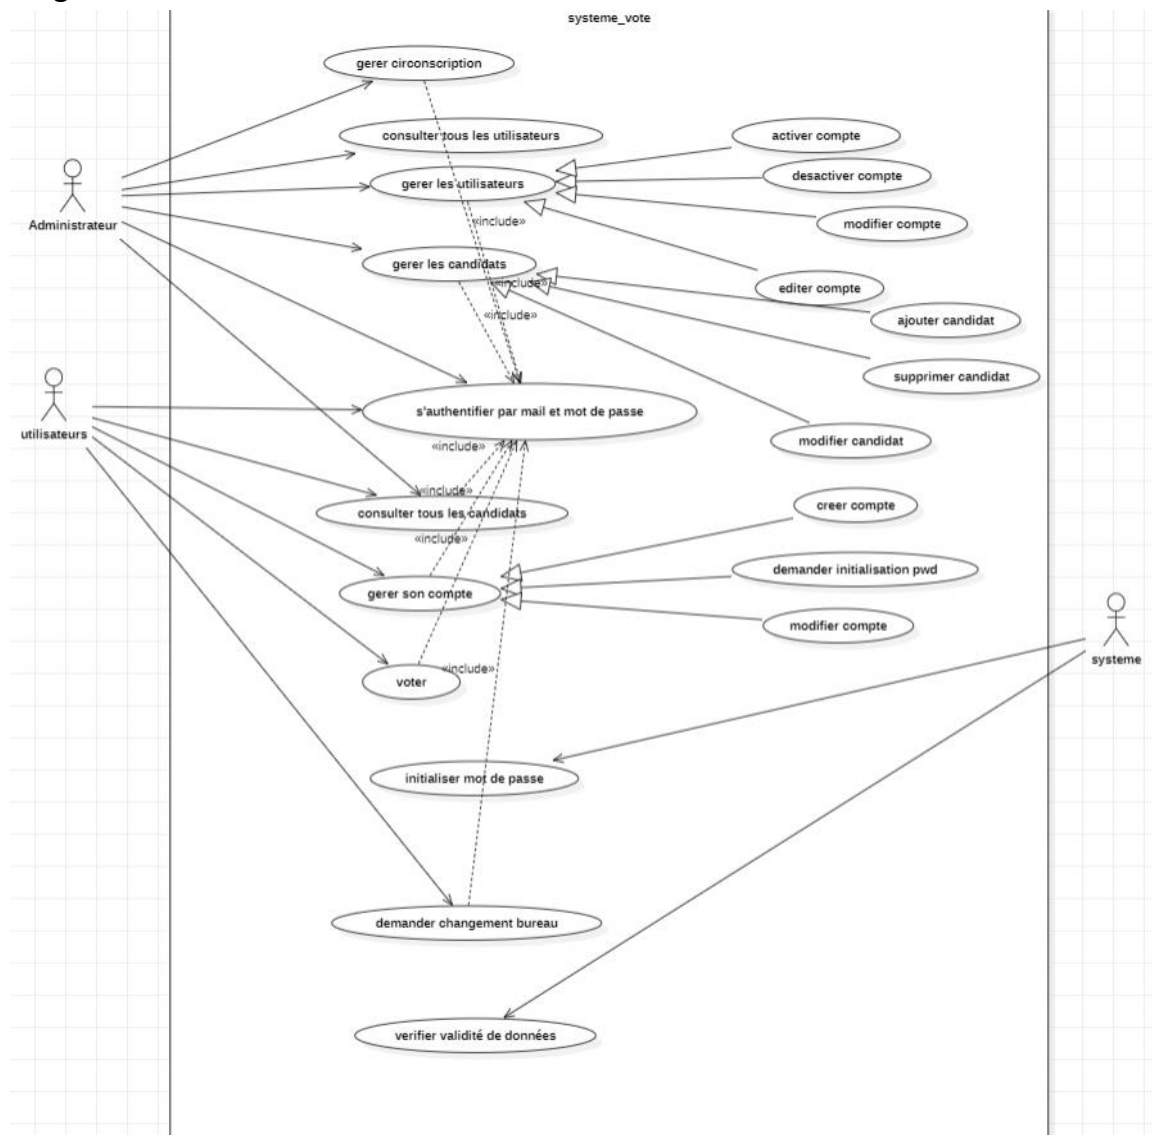 systeme_vote
gerer circonscription
consulter tous les utilisateurs
activer compte
gerer les utilisateurs
desactiver compte
Administrateur
«include»
modifier compte
gerer les candidats
«include»
editer compte
«include»
ajouter candidat
supprimer candidat
utilisateurs
s'authentifier par mail et mot de passe
modifier candidat
«include»
«include»
consulter tous les candidats
creer compte
«include»
demander initialisation pwd
gerer son compte
modifier compte
systeme
«include»
voter
initialiser mot de passe
demander changement bureau
verifier validité de données